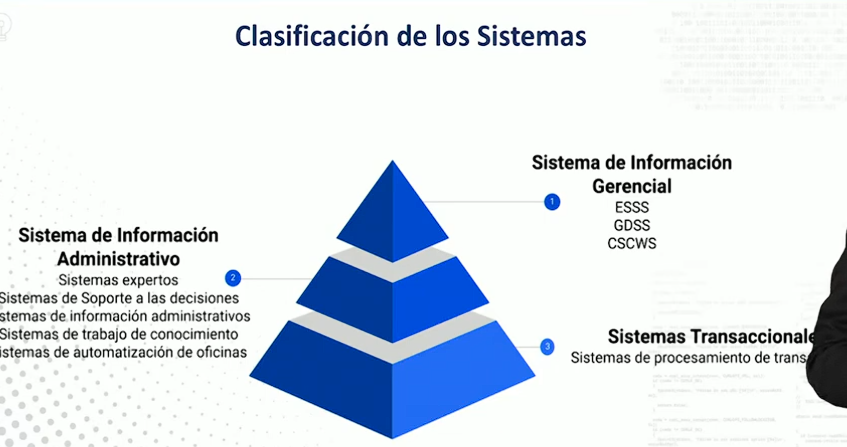 Clasificación de los Sistemas
Sistema de Información
Gerencial
ESSS
GDSS
CSCWS
1
Sistema de Información
Administrativo
Sistemas expertos
Sistemas de Soporte a las decisiones
stemas de información administrativos
Sistemas de trabajo de conocimiento
istemas de automatización de oficinas
2
Sistemas Transaccionale
Sistemas de procesamiento de trans
3